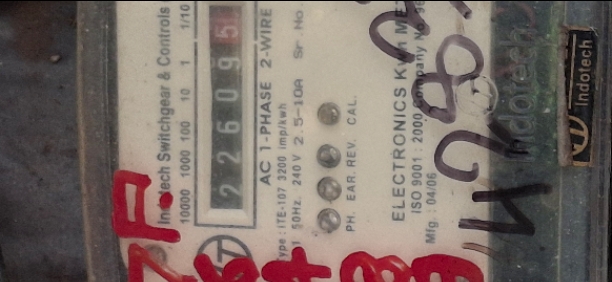 Indotech Switchgear & Controls
10000 1000 100 10 1 1/10
2 2 6 0 9 5
AC 1-PHASE 2-WIRE
Type : ITE-107 3200 imp/kwh
50Hz. 240 V 2.5-10A Sr. No.
PH. EAR. REV. CAL.
ELECTRONICS KWh ME
ISO 9001 : 2000 Company No
Mfg. : 04/06
Indotech
Indotech